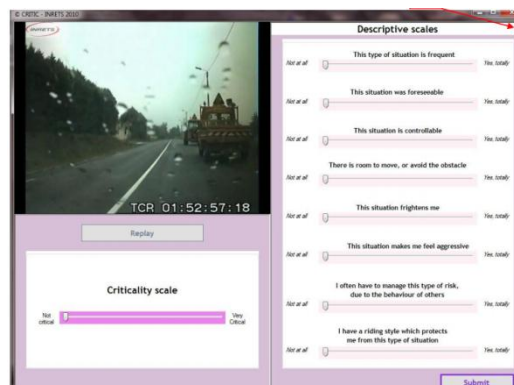 © CRITIC - INRETS 2010
INRETS
TCR 01:52:57:18
Replay
Criticality scale
Not critical
Very Critical
Descriptive scales
This type of situation is frequent
Not at all
Yes, totally
This situation was foreseeable
Not at all
Yes, totally
This situation is controllable
Not at all
Yes, totally
There is room to move, or avoid the obstacle
Not at all
Yes, totally
This situation frightens me
Not at all
Yes, totally
This situation makes me feel aggressive
Not at all
Yes, totally
I often have to manage this type of risk,
due to the behaviour of others
Not at all
Yes, totally
I have a riding style which protects
me from this type of situation
Not at all
Yes, totally
Submit